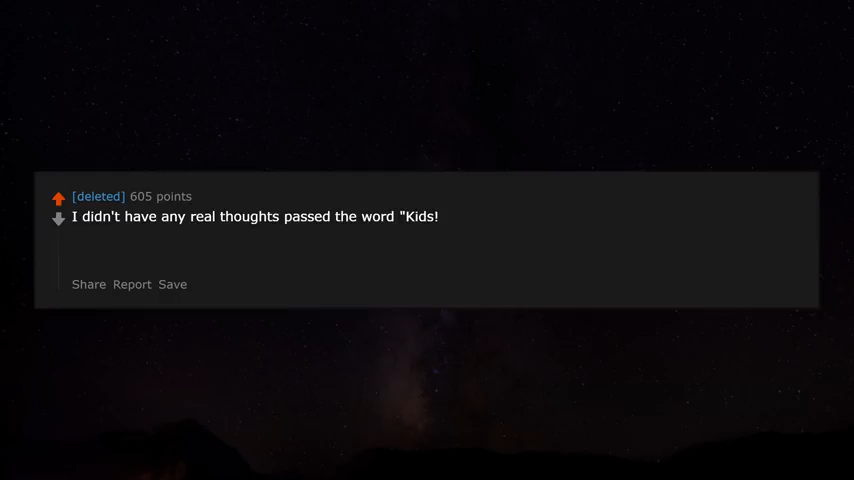 [deleted] 605 points
I didn't have any real thoughts passed the word "Kids!
Share Report Save